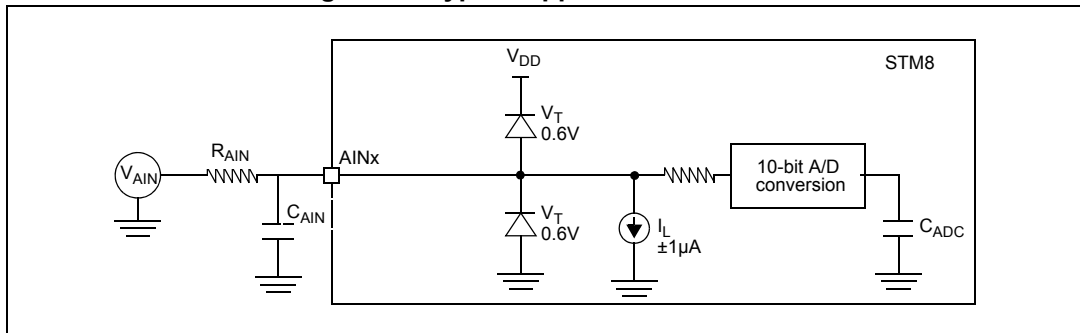 V_DD
STM8
V_T
0.6V
R_AIN
AINx
V_AIN
10-bit A/D
conversion
C_AIN
V_T
0.6V
I_L
±1µA
C_ADC